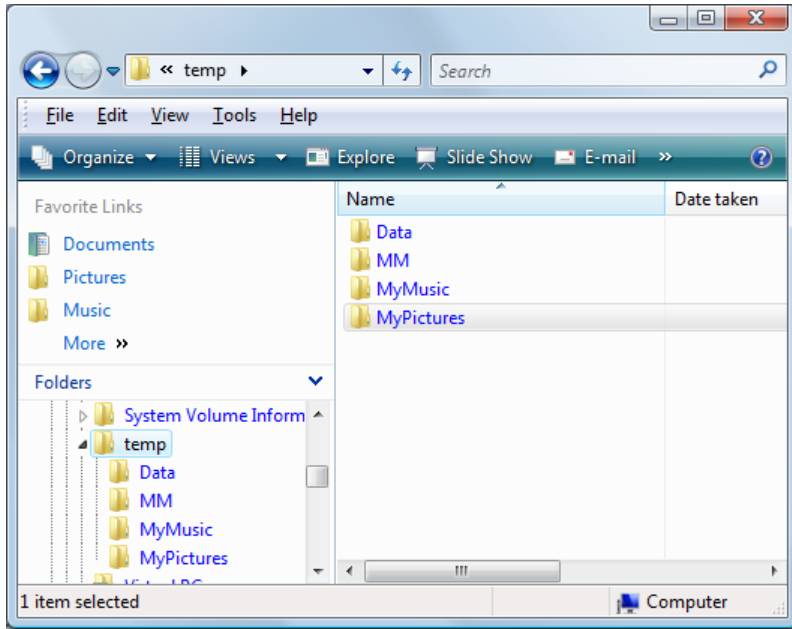 « temp
Search
File Edit View Tools Help
Organize Views Explore Slide Show E-mail »
Favorite Links
Documents
Pictures
Music
More »
Folders
System Volume Inform
temp
Data
MM
MyMusic
MyPictures
Name Date taken
Data
MM
MyMusic
MyPictures
1 item selected
Computer